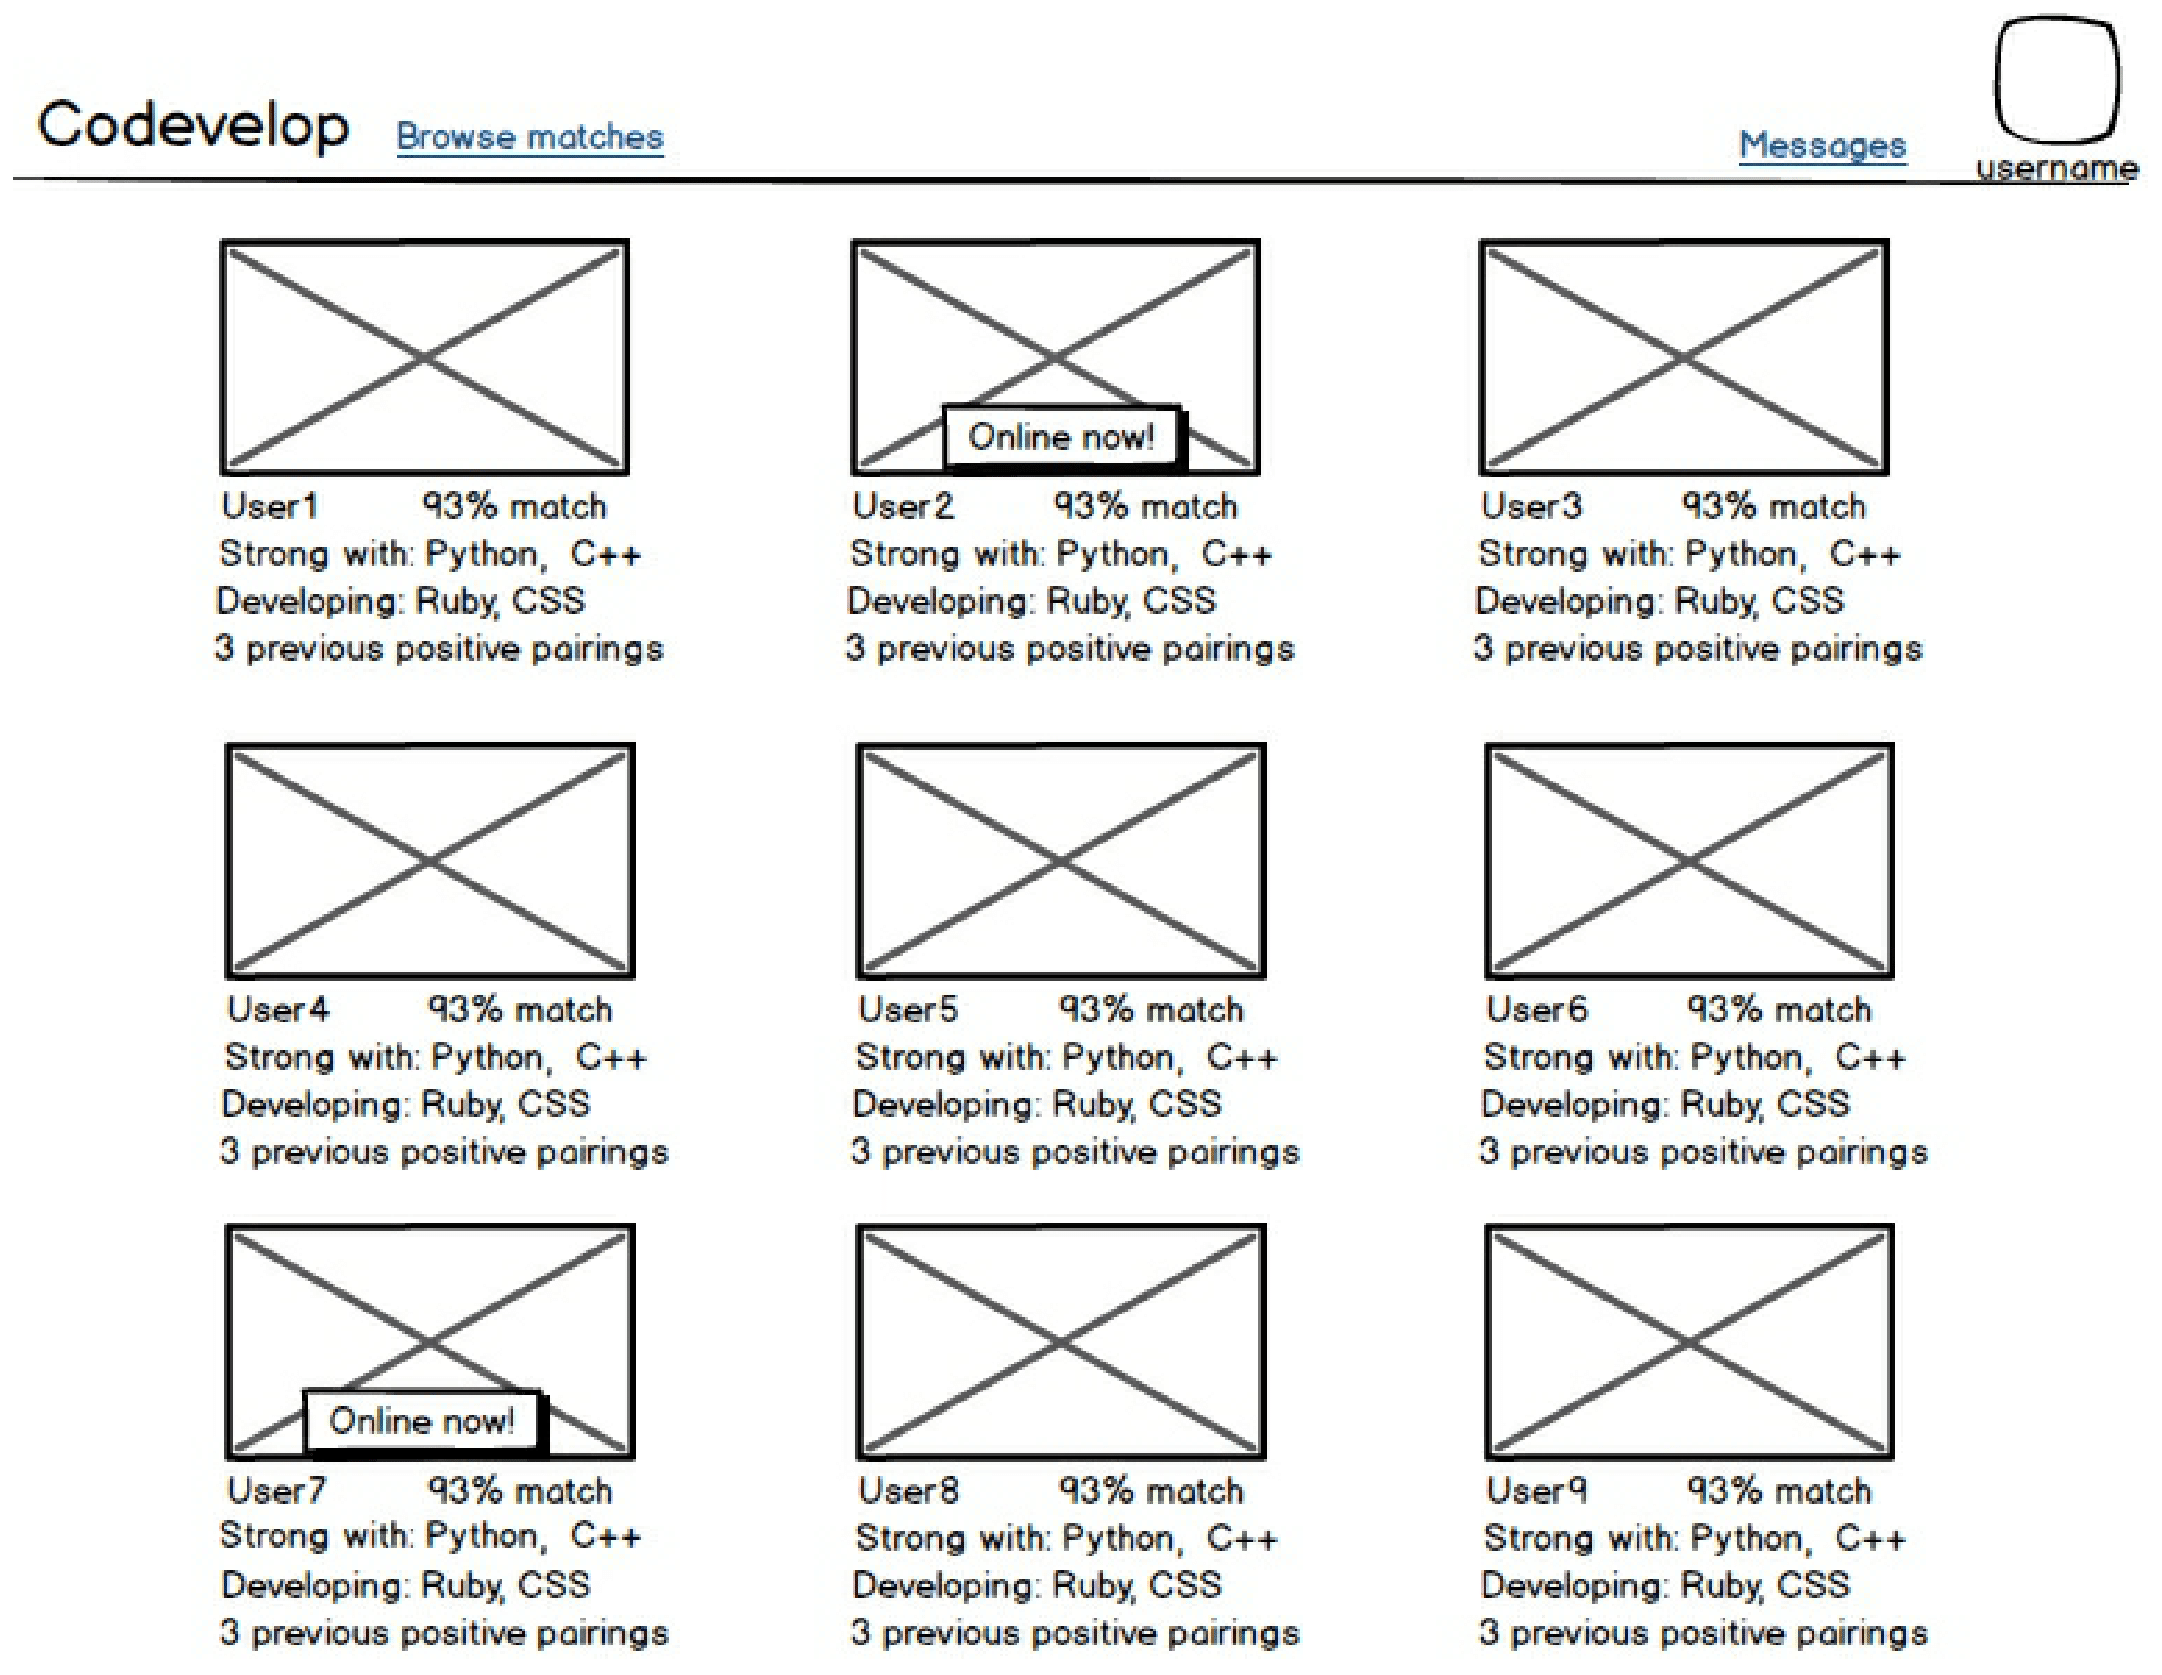 Codevelop Browse matches Messages
username
Online now!
User1 93% match User2 93% match User3 93% match
Strong with: Python, C++ Strong with: Python, C++ Strong with: Python, C++
Developing: Ruby, CSS Developing: Ruby, CSS Developing: Ruby, CSS
3 previous positive pairings 3 previous positive pairings 3 previous positive pairings
User4 93% match User5 93% match User6 93% match
Strong with: Python, C++ Strong with: Python, C++ Strong with: Python, C++
Developing: Ruby, CSS Developing: Ruby, CSS Developing: Ruby, CSS
3 previous positive pairings 3 previous positive pairings 3 previous positive pairings
Online now!
User7 93% match User8 93% match User9 93% match
Strong with: Python, C++ Strong with: Python, C++ Strong with: Python, C++
Developing: Ruby, CSS Developing: Ruby, CSS Developing: Ruby, CSS
3 previous positive pairings 3 previous positive pairings 3 previous positive pairings